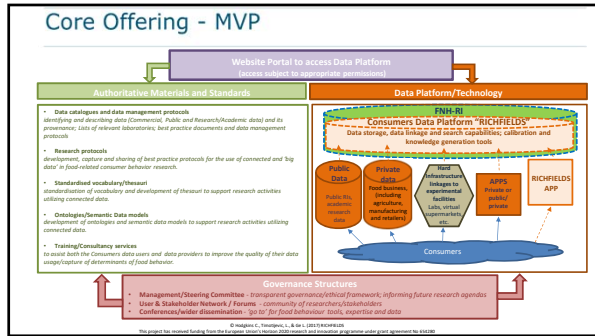 Core Offering - MVP
Website Portal to access Data Platform
(access subject to appropriate permissions)
Authoritative Materials and Standards
• Data catalogues and data management protocols
identifying and describing data (Commercial, Public and Research/Academic data) and its
provenance; Lists of relevant laboratories; best practice documents and data management
protocols
• Research protocols
development, capture and sharing of best practice protocols for the use of connected and 'big
data' in food-related consumer behavior research.
• Standardised vocabulary/thesauri
standardisation of vocabulary and development of thesauri to support research activities
utilizing connected data.
• Ontologies/Semantic Data models
development of ontologies and semantic data models to support research activities utilizing
connected data.
• Training/Consultancy services
to assist both the Consumers data users and data providers to improve the quality of their data
usage/capture of determinants of food behavior.
Data Platform/Technology
FNH-RI
Consumers Data Platform "RICHFIELDS"
Data storage, data linkage and search capabilities; calibration and
knowledge generation tools
Public
Data
Public RIs,
academic
research
data
Private
data
Food business,
(including
agriculture,
manufacturing
and retailers)
Hard
infrastructure
linkages to
experimental
facilities
Labs, virtual
supermarkets,
etc.
APPS
Private or
public/
private
RICHFIELDS
APP
Consumers
Governance Structures
• Management/Steering Committee - transparent governance/ethical framework; informing future research agendas
• User & Stakeholder Network / Forums - community of researchers/stakeholders
• Conferences/wider dissemination - 'go to' for food behaviour tools, expertise and data
This project has received funding from the European Union's Horizon 2020 research and innovation programme under grant agreement No 654280